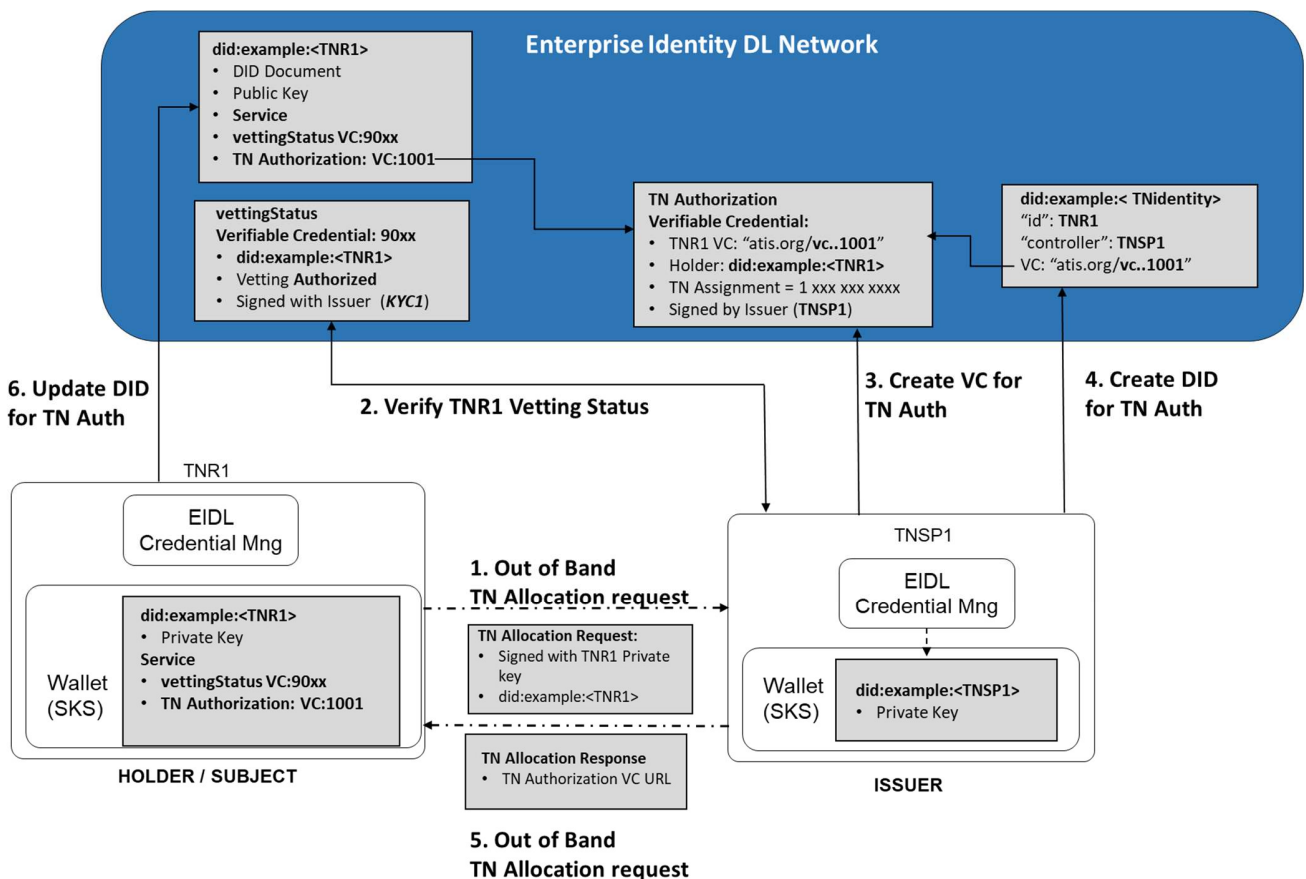 Enterprise Identity DL Network
did:example:<TNR1>
• DID Document
• Public Key
• Service
• vettingStatus VC:90xx
• TN Authorization: VC:1001
vettingStatus
Verifiable Credential: 90xx
• did:example:<TNR1>
• Vetting Authorized
• Signed with Issuer (KYC1)
TN Authorization
Verifiable Credential:
• TNR1 VC: “atis.org/vc..1001”
• Holder: did:example:<TNR1>
• TN Assignment = 1 xxx xxx xxxx
• Signed by Issuer (TNSP1)
did:example:< TNidentity>
“id”: TNR1
“controller”: TNSP1
VC: “atis.org/vc..1001”
6. Update DID
for TN Auth
2. Verify TNR1 Vetting Status
3. Create VC for
TN Auth
4. Create DID
for TN Auth
TNR1
EIDL
Credential Mng
Wallet
(SKS)
did:example:<TNR1>
• Private Key
Service
• vettingStatus VC:90xx
• TN Authorization: VC:1001
HOLDER / SUBJECT
1. Out of Band
TN Allocation request
TN Allocation Request:
• Signed with TNR1 Private
key
• did:example:<TNR1>
TN Allocation Response
• TN Authorization VC URL
5. Out of Band
TN Allocation request
TNSP1
EIDL
Credential Mng
Wallet
(SKS)
did:example:<TNSP1>
• Private Key
ISSUER